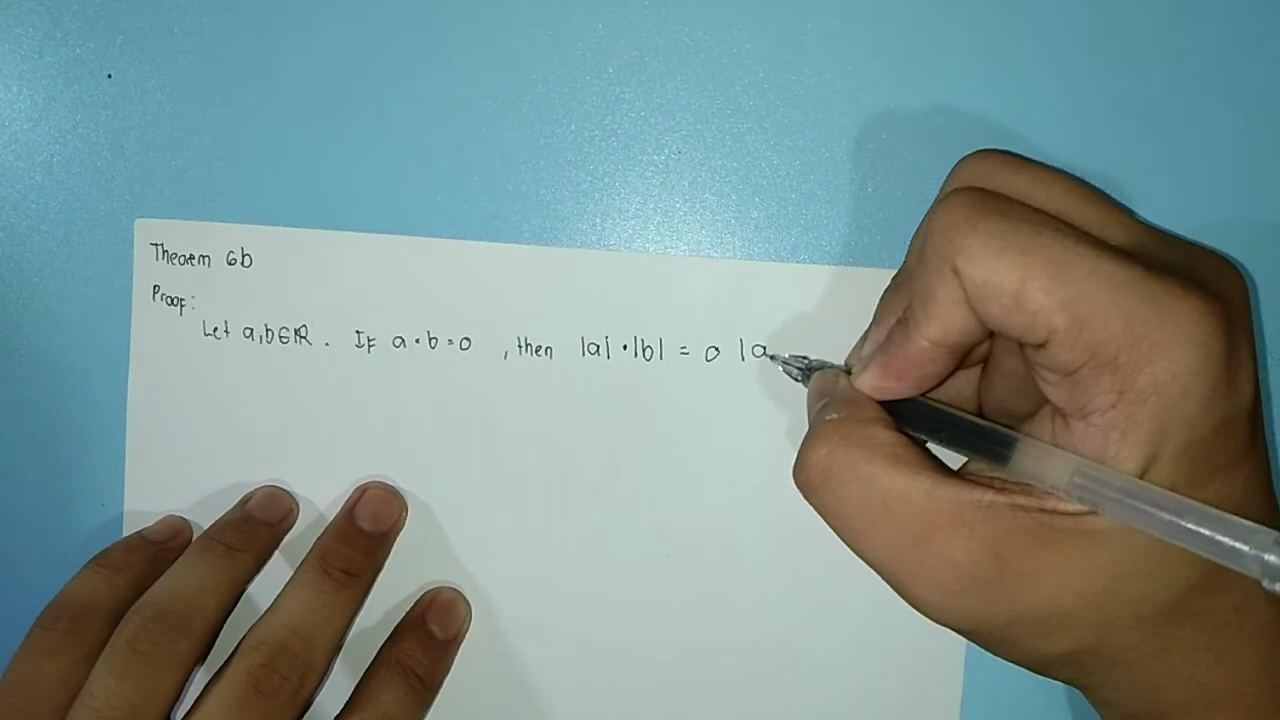 Theorem 6b
Proof:
Let a,b∈ℝ. If a·b=0, then |a|·|b| = 0 |a